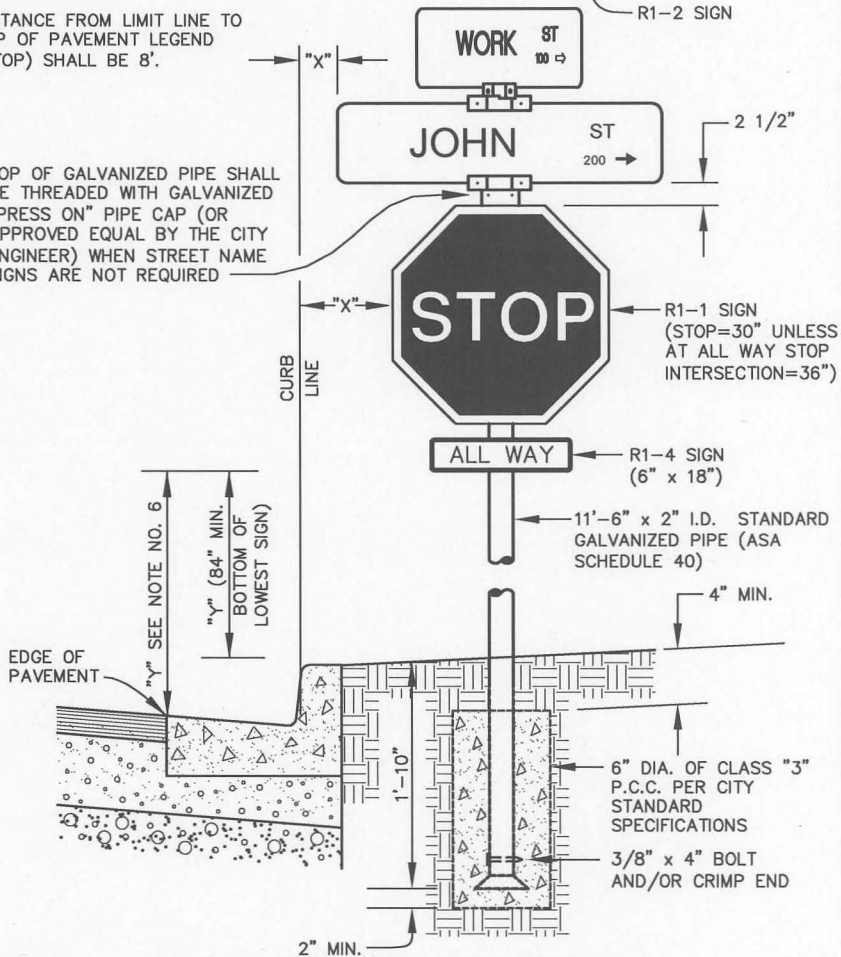 TANCE FROM LIMIT LINE TO
P OF PAVEMENT LEGEND
TOP) SHALL BE 8'.
R1-2 SIGN
"X"
WORK ST
100 ⇨
JOHN ST
200 →
2 1/2"
OP OF GALVANIZED PIPE SHALL
E THREADED WITH GALVANIZED
PRESS ON" PIPE CAP (OR
PPROVED EQUAL BY THE CITY
NGINEER) WHEN STREET NAME
IGNS ARE NOT REQUIRED
"X"
STOP
R1-1 SIGN
(STOP=30" UNLESS
AT ALL WAY STOP
INTERSECTION=36")
CURB
LINE
ALL WAY
R1-4 SIGN
(6" x 18")
"Y" SEE NOTE NO. 6
"Y" (84" MIN.
BOTTOM OF
LOWEST SIGN)
11'-6" x 2" I.D. STANDARD
GALVANIZED PIPE (ASA
SCHEDULE 40)
4" MIN.
EDGE OF
PAVEMENT
1'-10"
6" DIA. OF CLASS "3"
P.C.C. PER CITY
STANDARD
SPECIFICATIONS
3/8" x 4" BOLT
AND/OR CRIMP END
2" MIN.